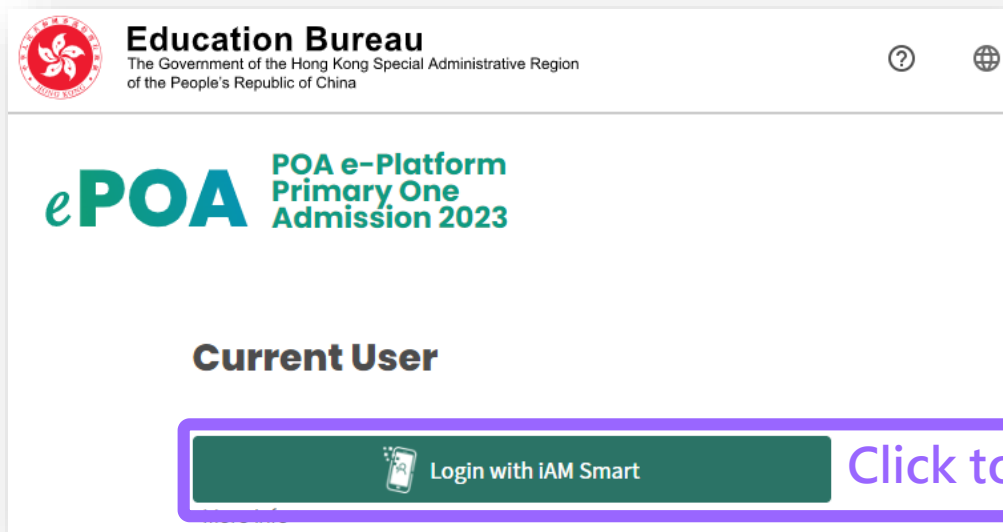 Education Bureau
The Government of the Hong Kong Special Administrative Region
of the People's Republic of China
ePOA
POA e-Platform
Primary One
Admission 2023
Current User
Login with iAM Smart
Click to